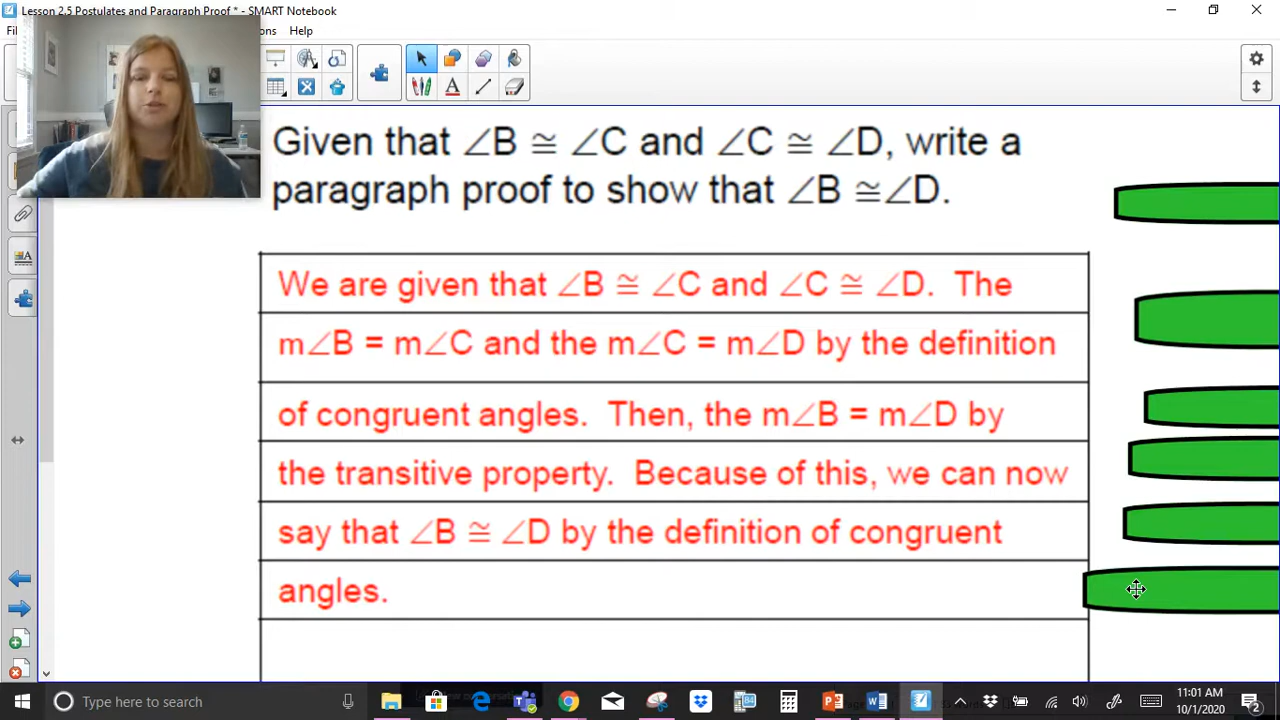 Lesson 2.5 Postulates and Paragraph Proof * - SMART Notebook
Help
Given that ∠B ≅ ∠C and ∠C ≅ ∠D, write a
paragraph proof to show that ∠B ≅∠D.
We are given that ∠B ≅ ∠C and ∠C ≅ ∠D. The
m∠B = m∠C and the m∠C = m∠D by the definition
of congruent angles. Then, the m∠B = m∠D by
the transitive property. Because of this, we can now
say that ∠B ≅ ∠D by the definition of congruent
angles.
Type here to search
11:01 AM
10/1/2020
2